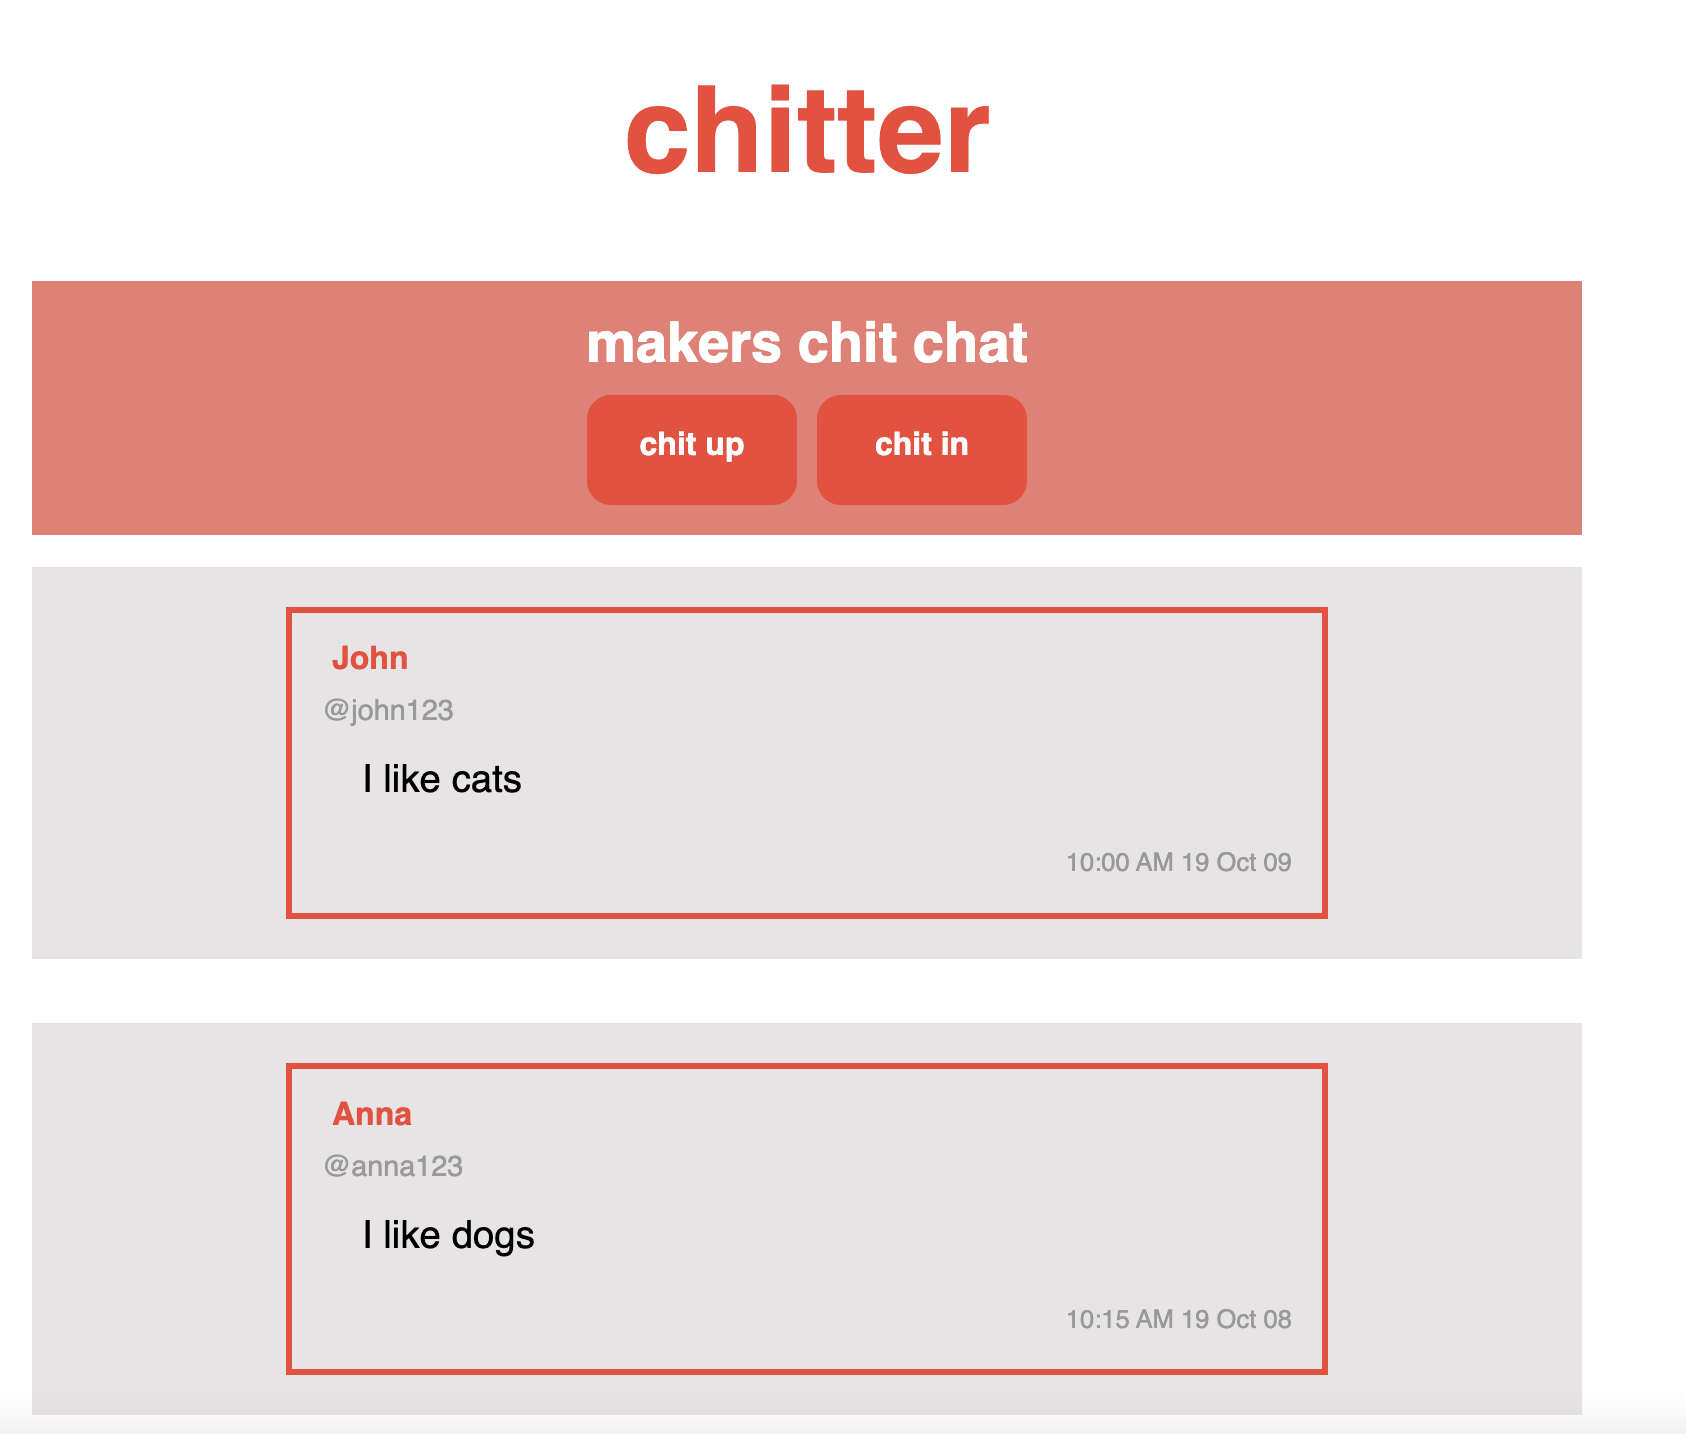 chitter
makers chit chat
chit up
chit in
John
@john123
I like cats
10:00 AM 19 Oct 09
Anna
@anna123
I like dogs
10:15 AM 19 Oct 08